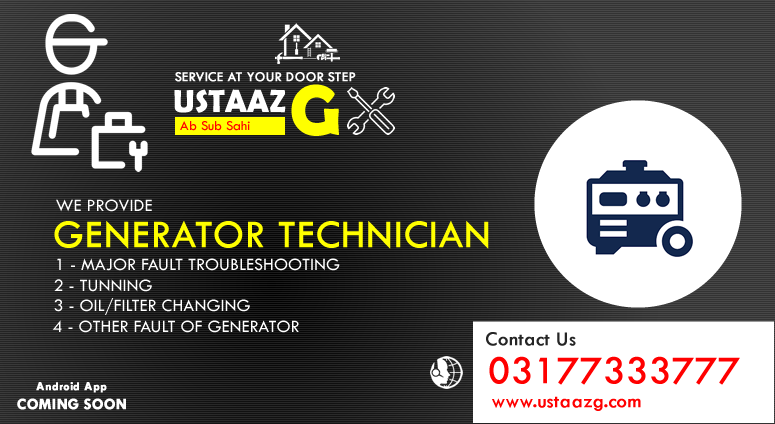 SERVICE AT YOUR DOOR STEP
USTAAZ G
Ab Sub Sahi
WE PROVIDE
GENERATOR TECHNICIAN
1 - MAJOR FAULT TROUBLESHOOTING
2 - TUNNING
3 - OIL/FILTER CHANGING
4 - OTHER FAULT OF GENERATOR
Contact Us
03177333777
www.ustaazg.com
Android App
COMING SOON